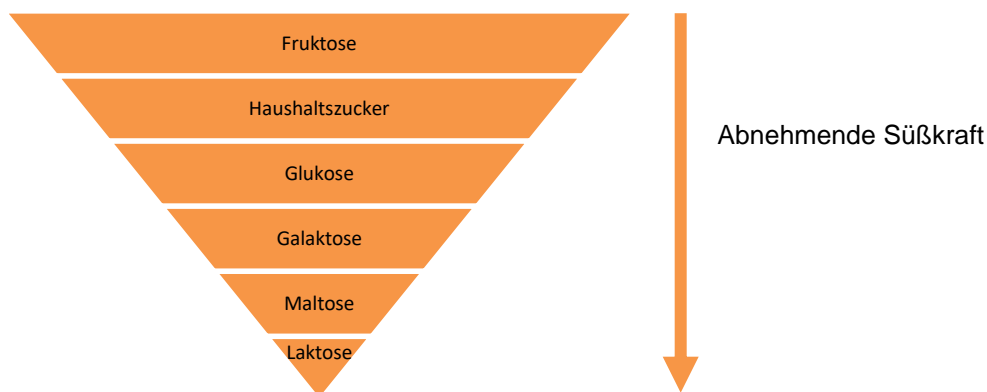 Fruktose
Haushaltszucker
Glukose
Galaktose
Maltose
Laktose
Abnehmende Süßkraft